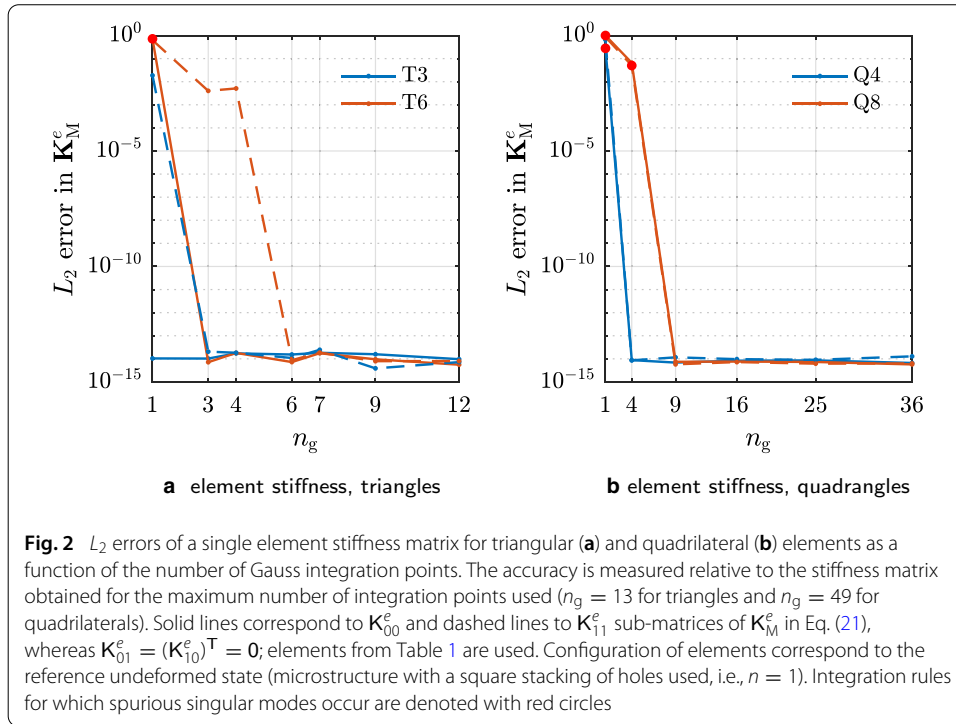 10^0
10^−5
10^−10
10^−15
L_2 error in K_M^e
T3
T6
1 3 4 6 7 9 12
n_g
a element stiffness, triangles
10^0
10^−5
10^−10
10^−15
L_2 error in K_M^e
Q4
Q8
1 4 9 16 25 36
n_g
b element stiffness, quadrangles
Fig. 2 L_2 errors of a single element stiffness matrix for triangular (a) and quadrilateral (b) elements as a
function of the number of Gauss integration points. The accuracy is measured relative to the stiffness matrix
obtained for the maximum number of integration points used (n_g = 13 for triangles and n_g = 49 for
quadrilaterals). Solid lines correspond to K_00^e and dashed lines to K_11^e sub-matrices of K_M^e in Eq. (21),
whereas K_01^e = (K_10^e)^T = 0; elements from Table 1 are used. Configuration of elements correspond to the
reference undeformed state (microstructure with a square stacking of holes used, i.e., n = 1). Integration rules
for which spurious singular modes occur are denoted with red circles